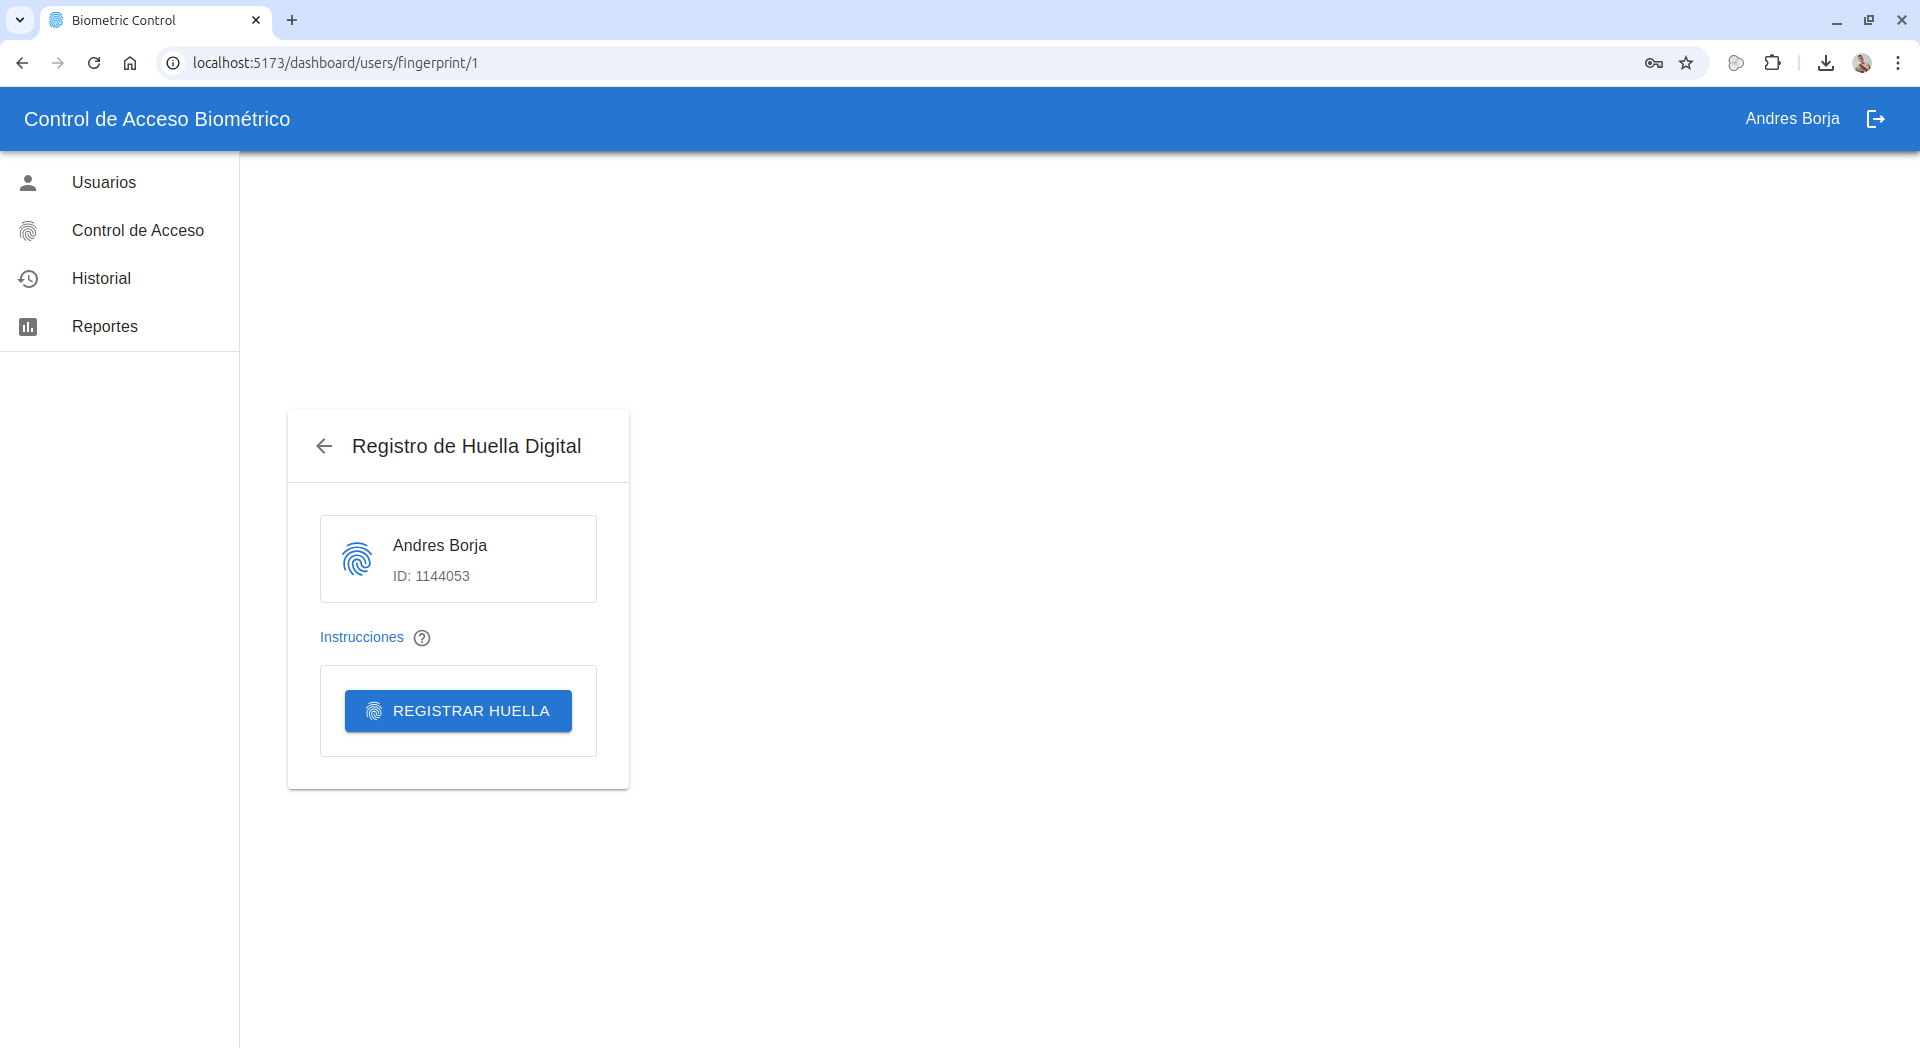 Biometric Control
localhost:5173/dashboard/users/fingerprint/1
Control de Acceso Biométrico
Andres Borja
Usuarios
Control de Acceso
Historial
Reportes
Registro de Huella Digital
Andres Borja
ID: 1144053
Instrucciones
REGISTRAR HUELLA